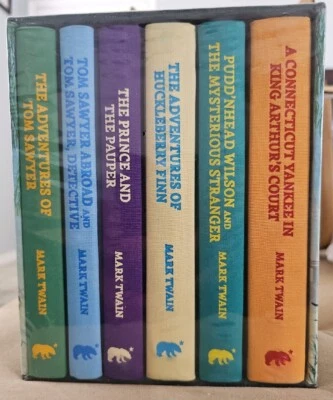 THE ADVENTURES OF
TOM SAWYER
MARK TWAIN
TOM SAWYER ABROAD AND
TOM SAWYER, DETECTIVE
MARK TWAIN
THE PRINCE AND
THE PAUPER
MARK TWAIN
THE ADVENTURES OF
HUCKLEBERRY FINN
MARK TWAIN
PUDD'NHEAD WILSON AND
THE MYSTERIOUS STRANGER
MARK TWAIN
A CONNECTICUT YANKEE IN
KING ARTHUR'S COURT
MARK TWAIN